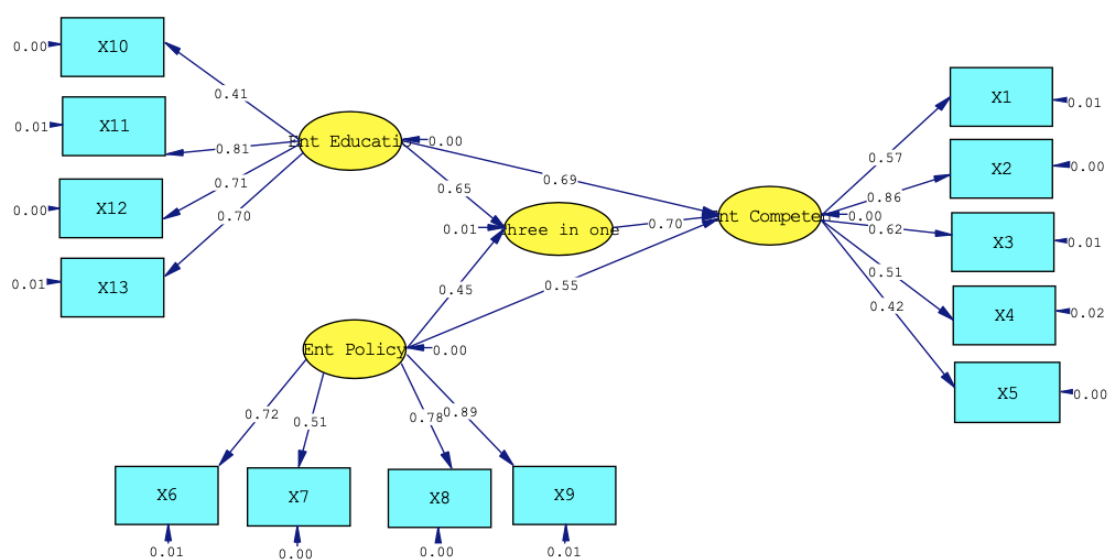 X10
0.00
0.41
X11
0.01
0.81
X12
0.00
0.71
X13
0.01
0.70
Ent Educatio
0.00
0.65
0.69
hree in one
0.01
0.70
Ent Policy
0.00
0.45
0.55
nt Competen
0.00
X1
0.01
0.57
X2
0.00
0.86
X3
0.01
0.62
X4
0.02
0.51
X5
0.00
0.42
0.72
0.51
0.78
0.89
X6
X7
X8
X9
0.01
0.00
0.00
0.01